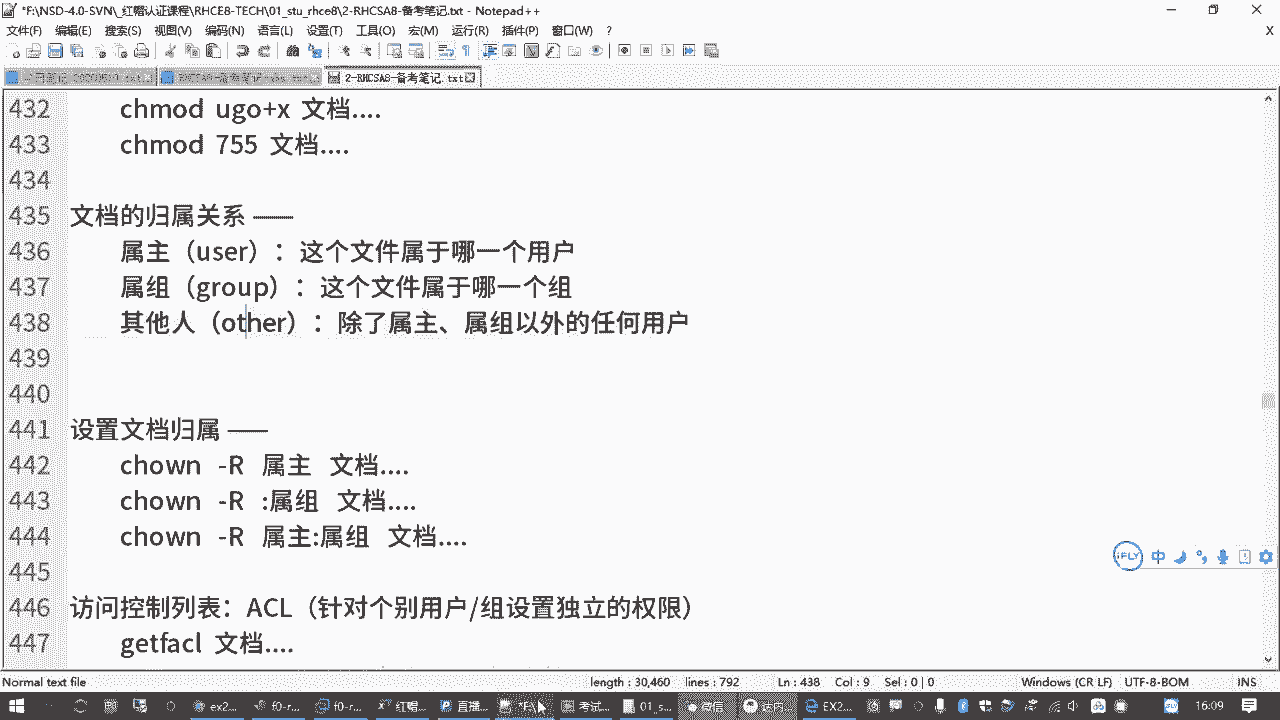 *F:\NSD-4.0-SVN\_红帽认证课程\RHCE8-TECH\01_stu_rhce8\2-RHCSA8-备考笔记.txt - Notepad++
文件(F) 编辑(E) 搜索(S) 视图(V) 编码(N) 语言(L) 设置(T) 工具(O) 宏(M) 运行(R) 插件(P) 窗口(W) ? X
2-RHCSA8-备考笔记.txt
432 chmod ugo+x 文档....
433 chmod 755 文档....
434
435 文档的归属关系 ——
436 属主（user）：这个文件属于哪一个用户
437 属组（group）：这个文件属于哪一个组
438 其他人（other）：除了属主、属组以外的任何用户
439
440
441 设置文档归属 ——
442 chown -R 属主 文档....
443 chown -R :属组 文档....
444 chown -R 属主:属组 文档....
445
446 访问控制列表：ACL（针对个别用户/组设置独立的权限）
447 getfacl 文档....
iFLY 中
Normal text file length : 30,460 lines : 792 Ln : 438 Col : 9 Sel : 0 | 0 Windows (CR LF) UTF-8-BOM INS
ex2... f0-r... f0-r... 红帽... 直播... *F:\... 考试... 01_s... 微信 EX2... 16:09